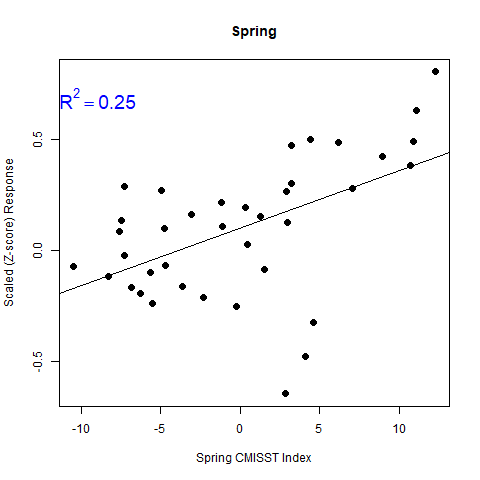 Spring
R² = 0.25
Scaled (Z-score) Response
0.5
0.0
-0.5
-10 -5 0 5 10
Spring CMISST Index